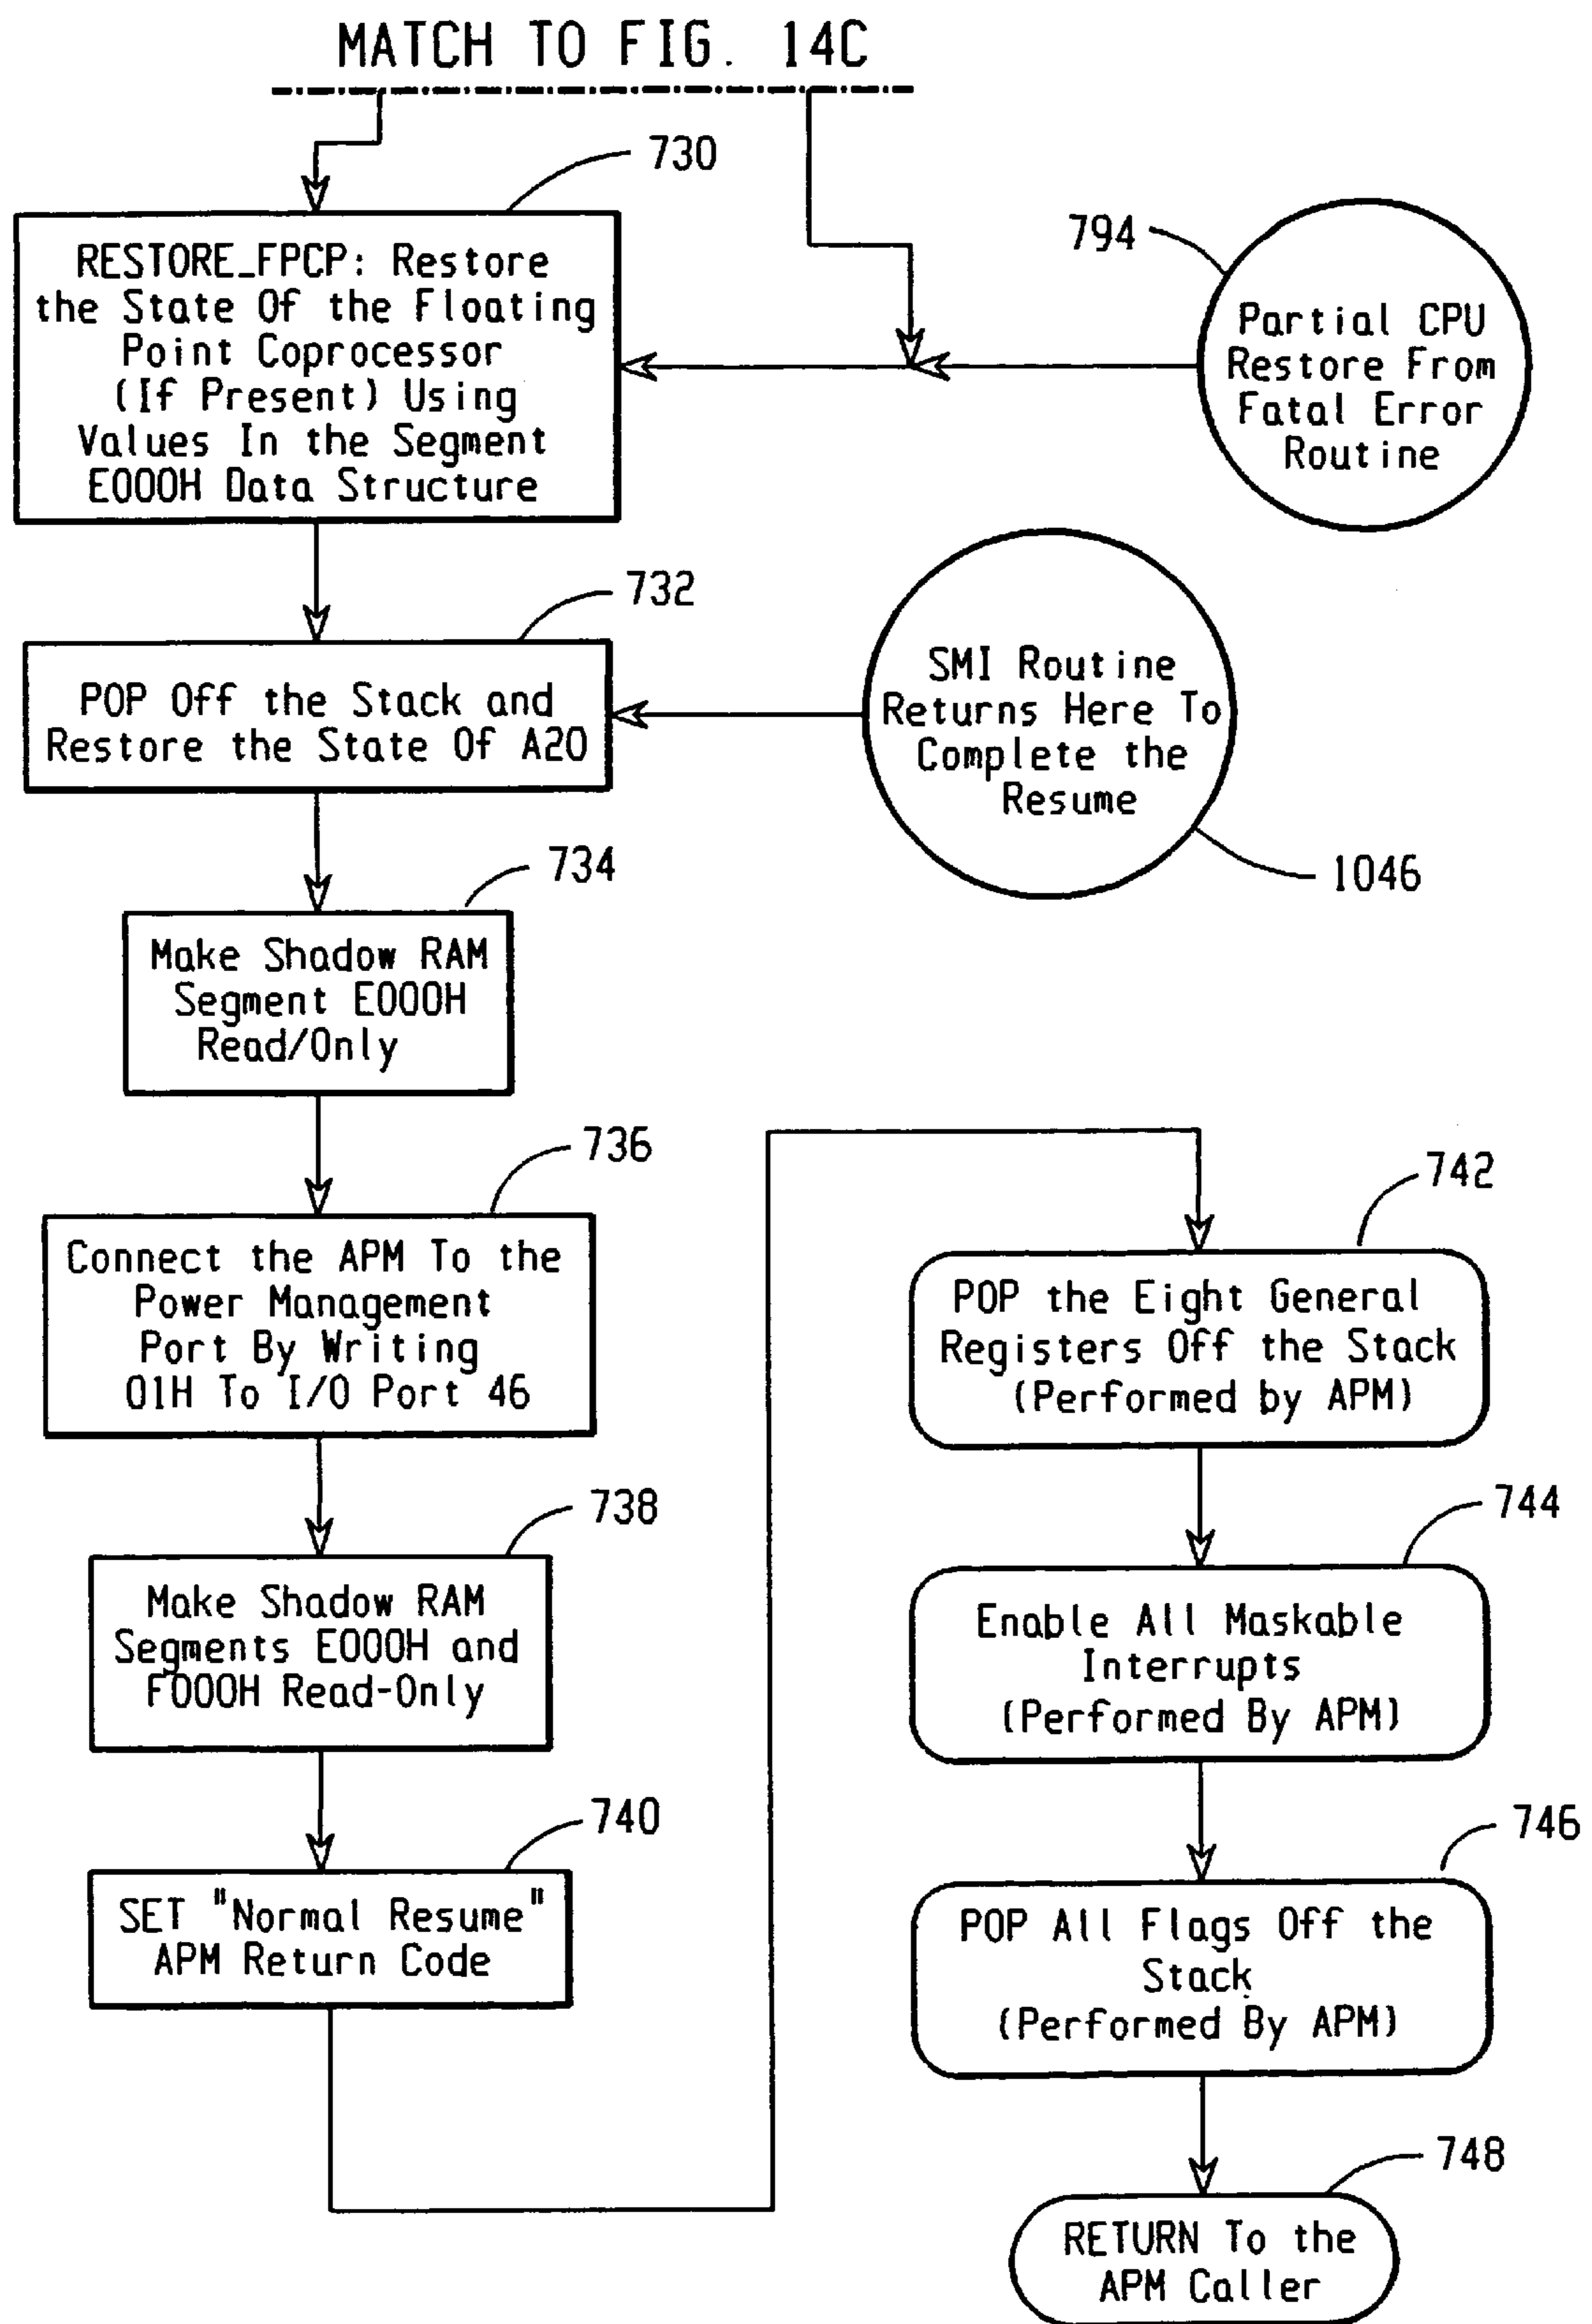 MATCH TO FIG. 14C
730
RESTORE_FPCP: Restore
the State Of the Floating
Point Coprocessor
(If Present) Using
Values In the Segment
E000H Data Structure
794
Partial CPU
Restore From
Fatal Error
Routine
732
POP Off the Stack and
Restore the State Of A20
SMI Routine
Returns Here To
Complete the
Resume
1046
734
Make Shadow RAM
Segment E000H
Read/Only
736
Connect the APM To the
Power Management
Port By Writing
01H To I/O Port 46
738
Make Shadow RAM
Segments E000H and
F000H Read-Only
740
SET "Normal Resume"
APM Return Code
742
POP the Eight General
Registers Off the Stack
(Performed by APM)
744
Enable All Maskable
Interrupts
(Performed By APM)
746
POP All Flags Off the
Stack
(Performed By APM)
748
RETURN To the
APM Caller